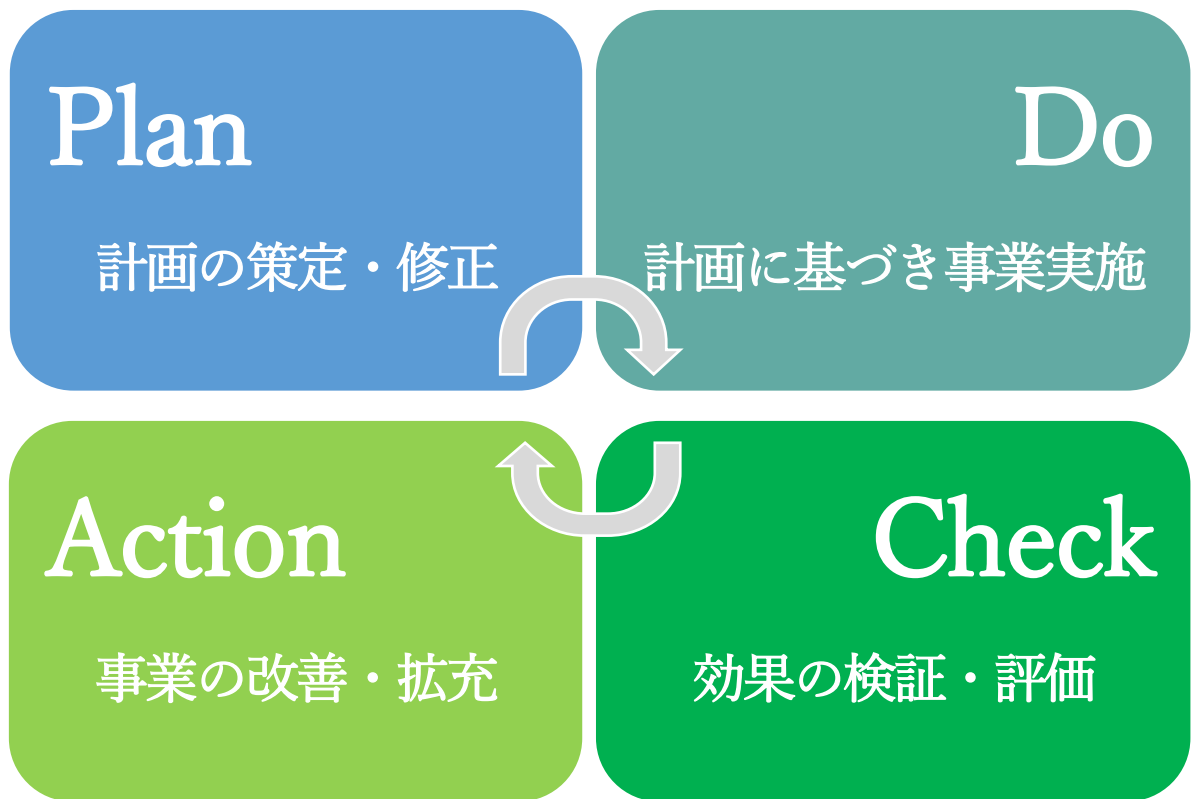 Plan
計画の策定・修正
Do
計画に基づき事業実施
Action
事業の改善・拡充
Check
効果の検証・評価